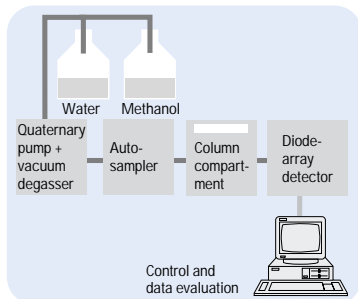 Water
Methanol
Quaternary
pump +
vacuum
degasser
Auto-
sampler
Column
compart-
ment
Diode-
array
detector
Control and
data evaluation